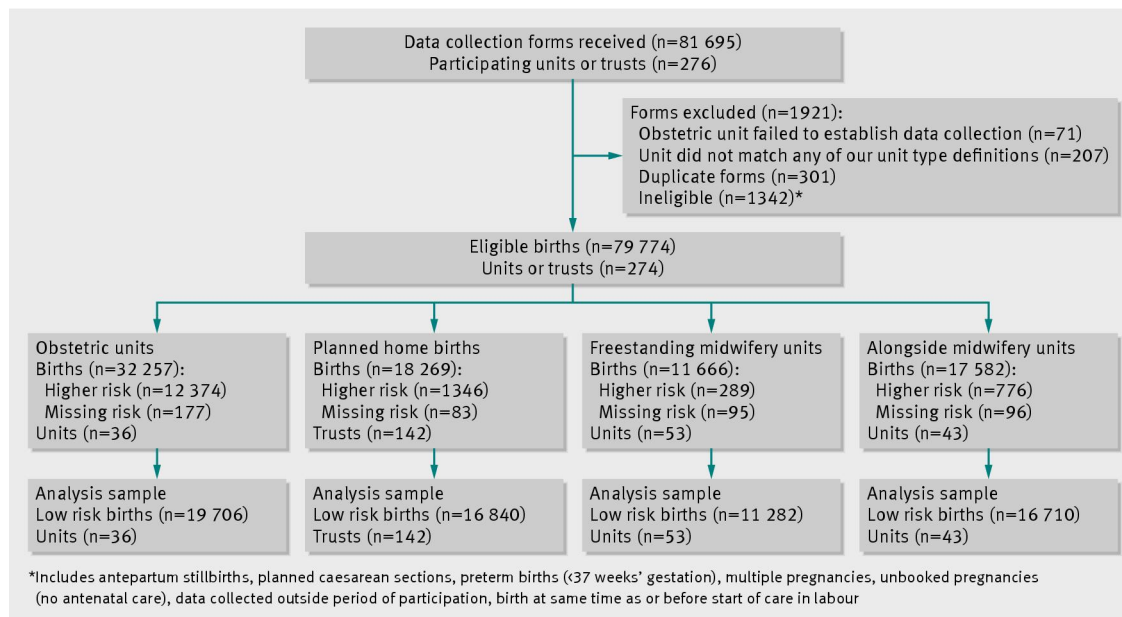 Data collection forms received (n=81 695)
Participating units or trusts (n=276)
Forms excluded (n=1921):
Obstetric unit failed to establish data collection (n=71)
Unit did not match any of our unit type definitions (n=207)
Duplicate forms (n=301)
Ineligible (n=1342)*
Eligible births (n=79 774)
Units or trusts (n=274)
Obstetric units
Births (n=32 257):
Higher risk (n=12 374)
Missing risk (n=177)
Units (n=36)
Planned home births
Births (n=18 269):
Higher risk (n=1346)
Missing risk (n=83)
Trusts (n=142)
Freestanding midwifery units
Births (n=11 666):
Higher risk (n=289)
Missing risk (n=95)
Units (n=53)
Alongside midwifery units
Births (n=17 582):
Higher risk (n=776)
Missing risk (n=96)
Units (n=43)
Analysis sample
Low risk births (n=19 706)
Units (n=36)
Analysis sample
Low risk births (n=16 840)
Trusts (n=142)
Analysis sample
Low risk births (n=11 282)
Units (n=53)
Analysis sample
Low risk births (n=16 710)
Units (n=43)
*Includes antepartum stillbirths, planned caesarean sections, preterm births (<37 weeks' gestation), multiple pregnancies, unbooked pregnancies
(no antenatal care), data collected outside period of participation, birth at same time as or before start of care in labour